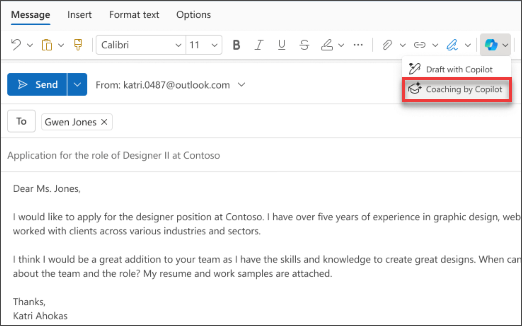 Message Insert Format text Options
Calibri 11 B I U S
Draft with Copilot
Coaching by Copilot
Send From: katri.0487@outlook.com
To Gwen Jones
Application for the role of Designer II at Contoso
Dear Ms. Jones,
I would like to apply for the designer position at Contoso. I have over five years of experience in graphic design, web
worked with clients across various industries and sectors.
I think I would be a great addition to your team as I have the skills and knowledge to create great designs. When can
about the team and the role? My resume and work samples are attached.
Thanks,
Katri Ahokas